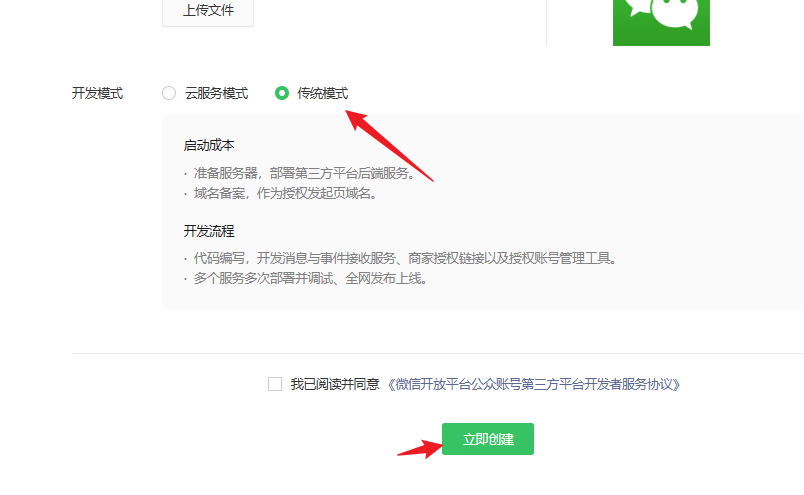 上传文件
开发模式 云服务模式 传统模式
启动成本
· 准备服务器，部署第三方平台后端服务。
· 域名备案，作为授权发起页域名。
开发流程
· 代码编写，开发消息与事件接收服务、商家授权链接以及授权账号管理工具。
· 多个服务多次部署并调试、全网发布上线。
我已阅读并同意 《微信开放平台公众账号第三方平台开发者服务协议》
立即创建